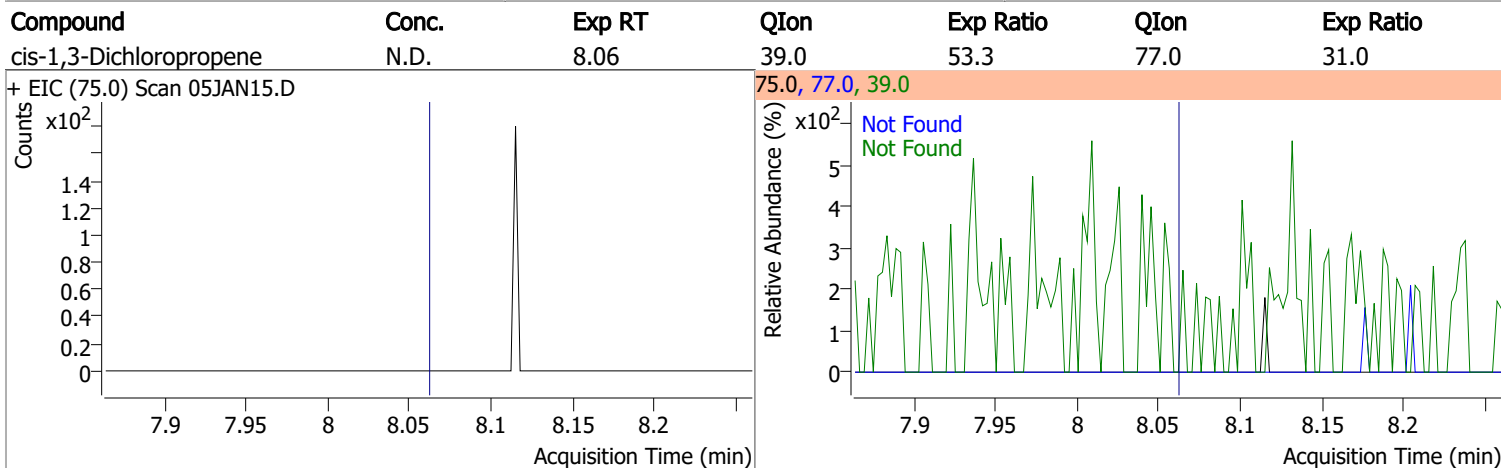 Compound Conc. Exp RT QIon Exp Ratio QIon Exp Ratio
cis-1,3-Dichloropropene N.D. 8.06 39.0 53.3 77.0 31.0
+ EIC (75.0) Scan 05JAN15.D
Counts
x10²
1.4
1.2
1
0.8
0.6
0.4
0.2
0
7.9 7.95 8 8.05 8.1 8.15 8.2
Acquisition Time (min)
75.0, 77.0, 39.0
Relative Abundance (%)
x10²
Not Found
Not Found
5
4
3
2
1
0
7.9 7.95 8 8.05 8.1 8.15 8.2
Acquisition Time (min)